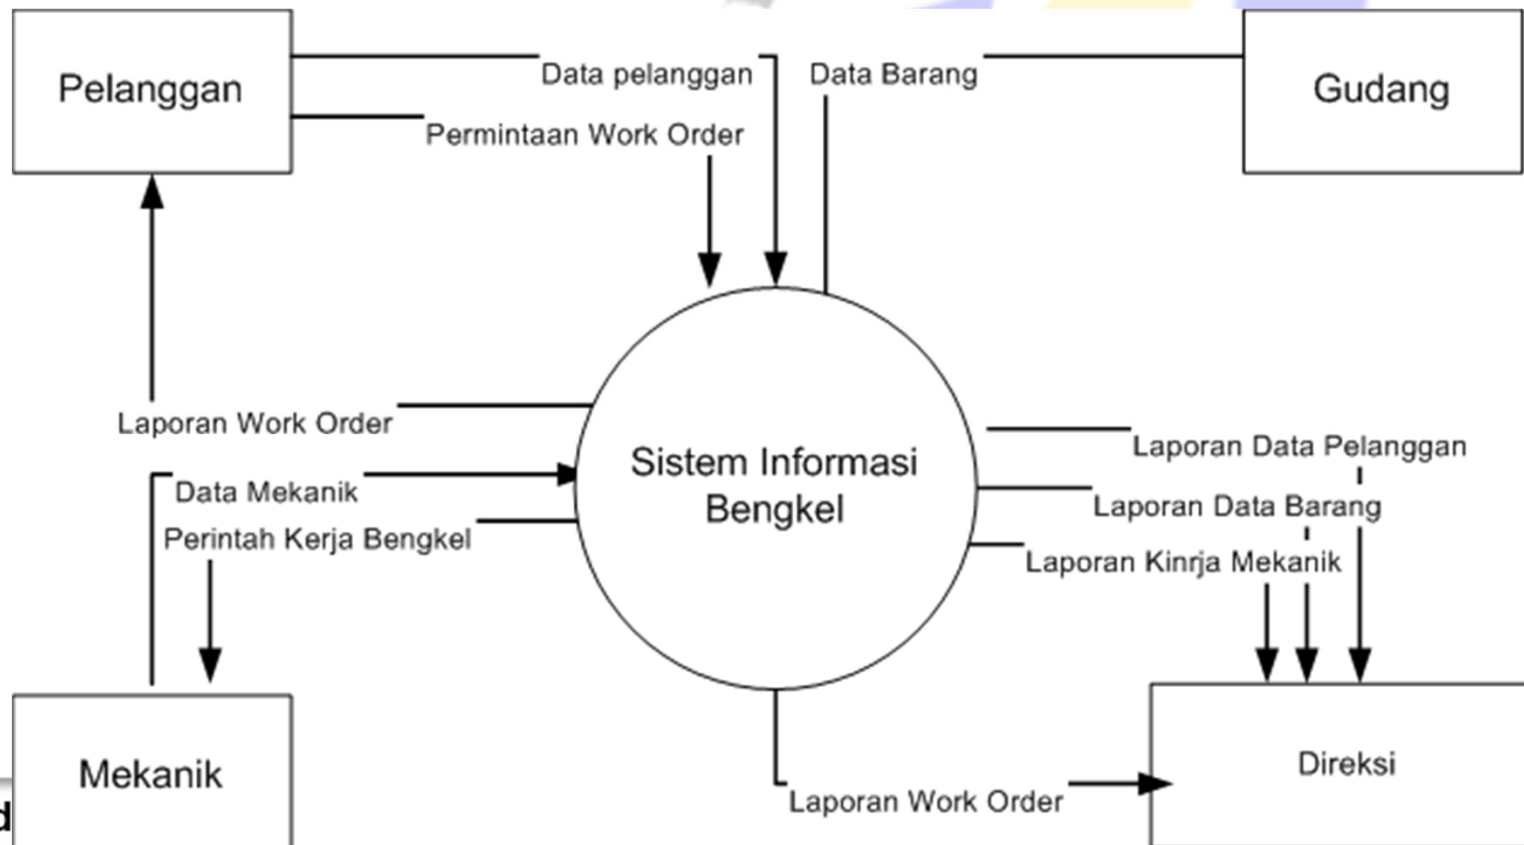 Pelanggan
Data pelanggan
Data Barang
Gudang
Permintaan Work Order
Laporan Work Order
Data Mekanik
Perintah Kerja Bengkel
Sistem Informasi
Bengkel
Laporan Data Pelanggan
Laporan Data Barang
Laporan Kinrja Mekanik
Mekanik
Direksi
Laporan Work Order
d